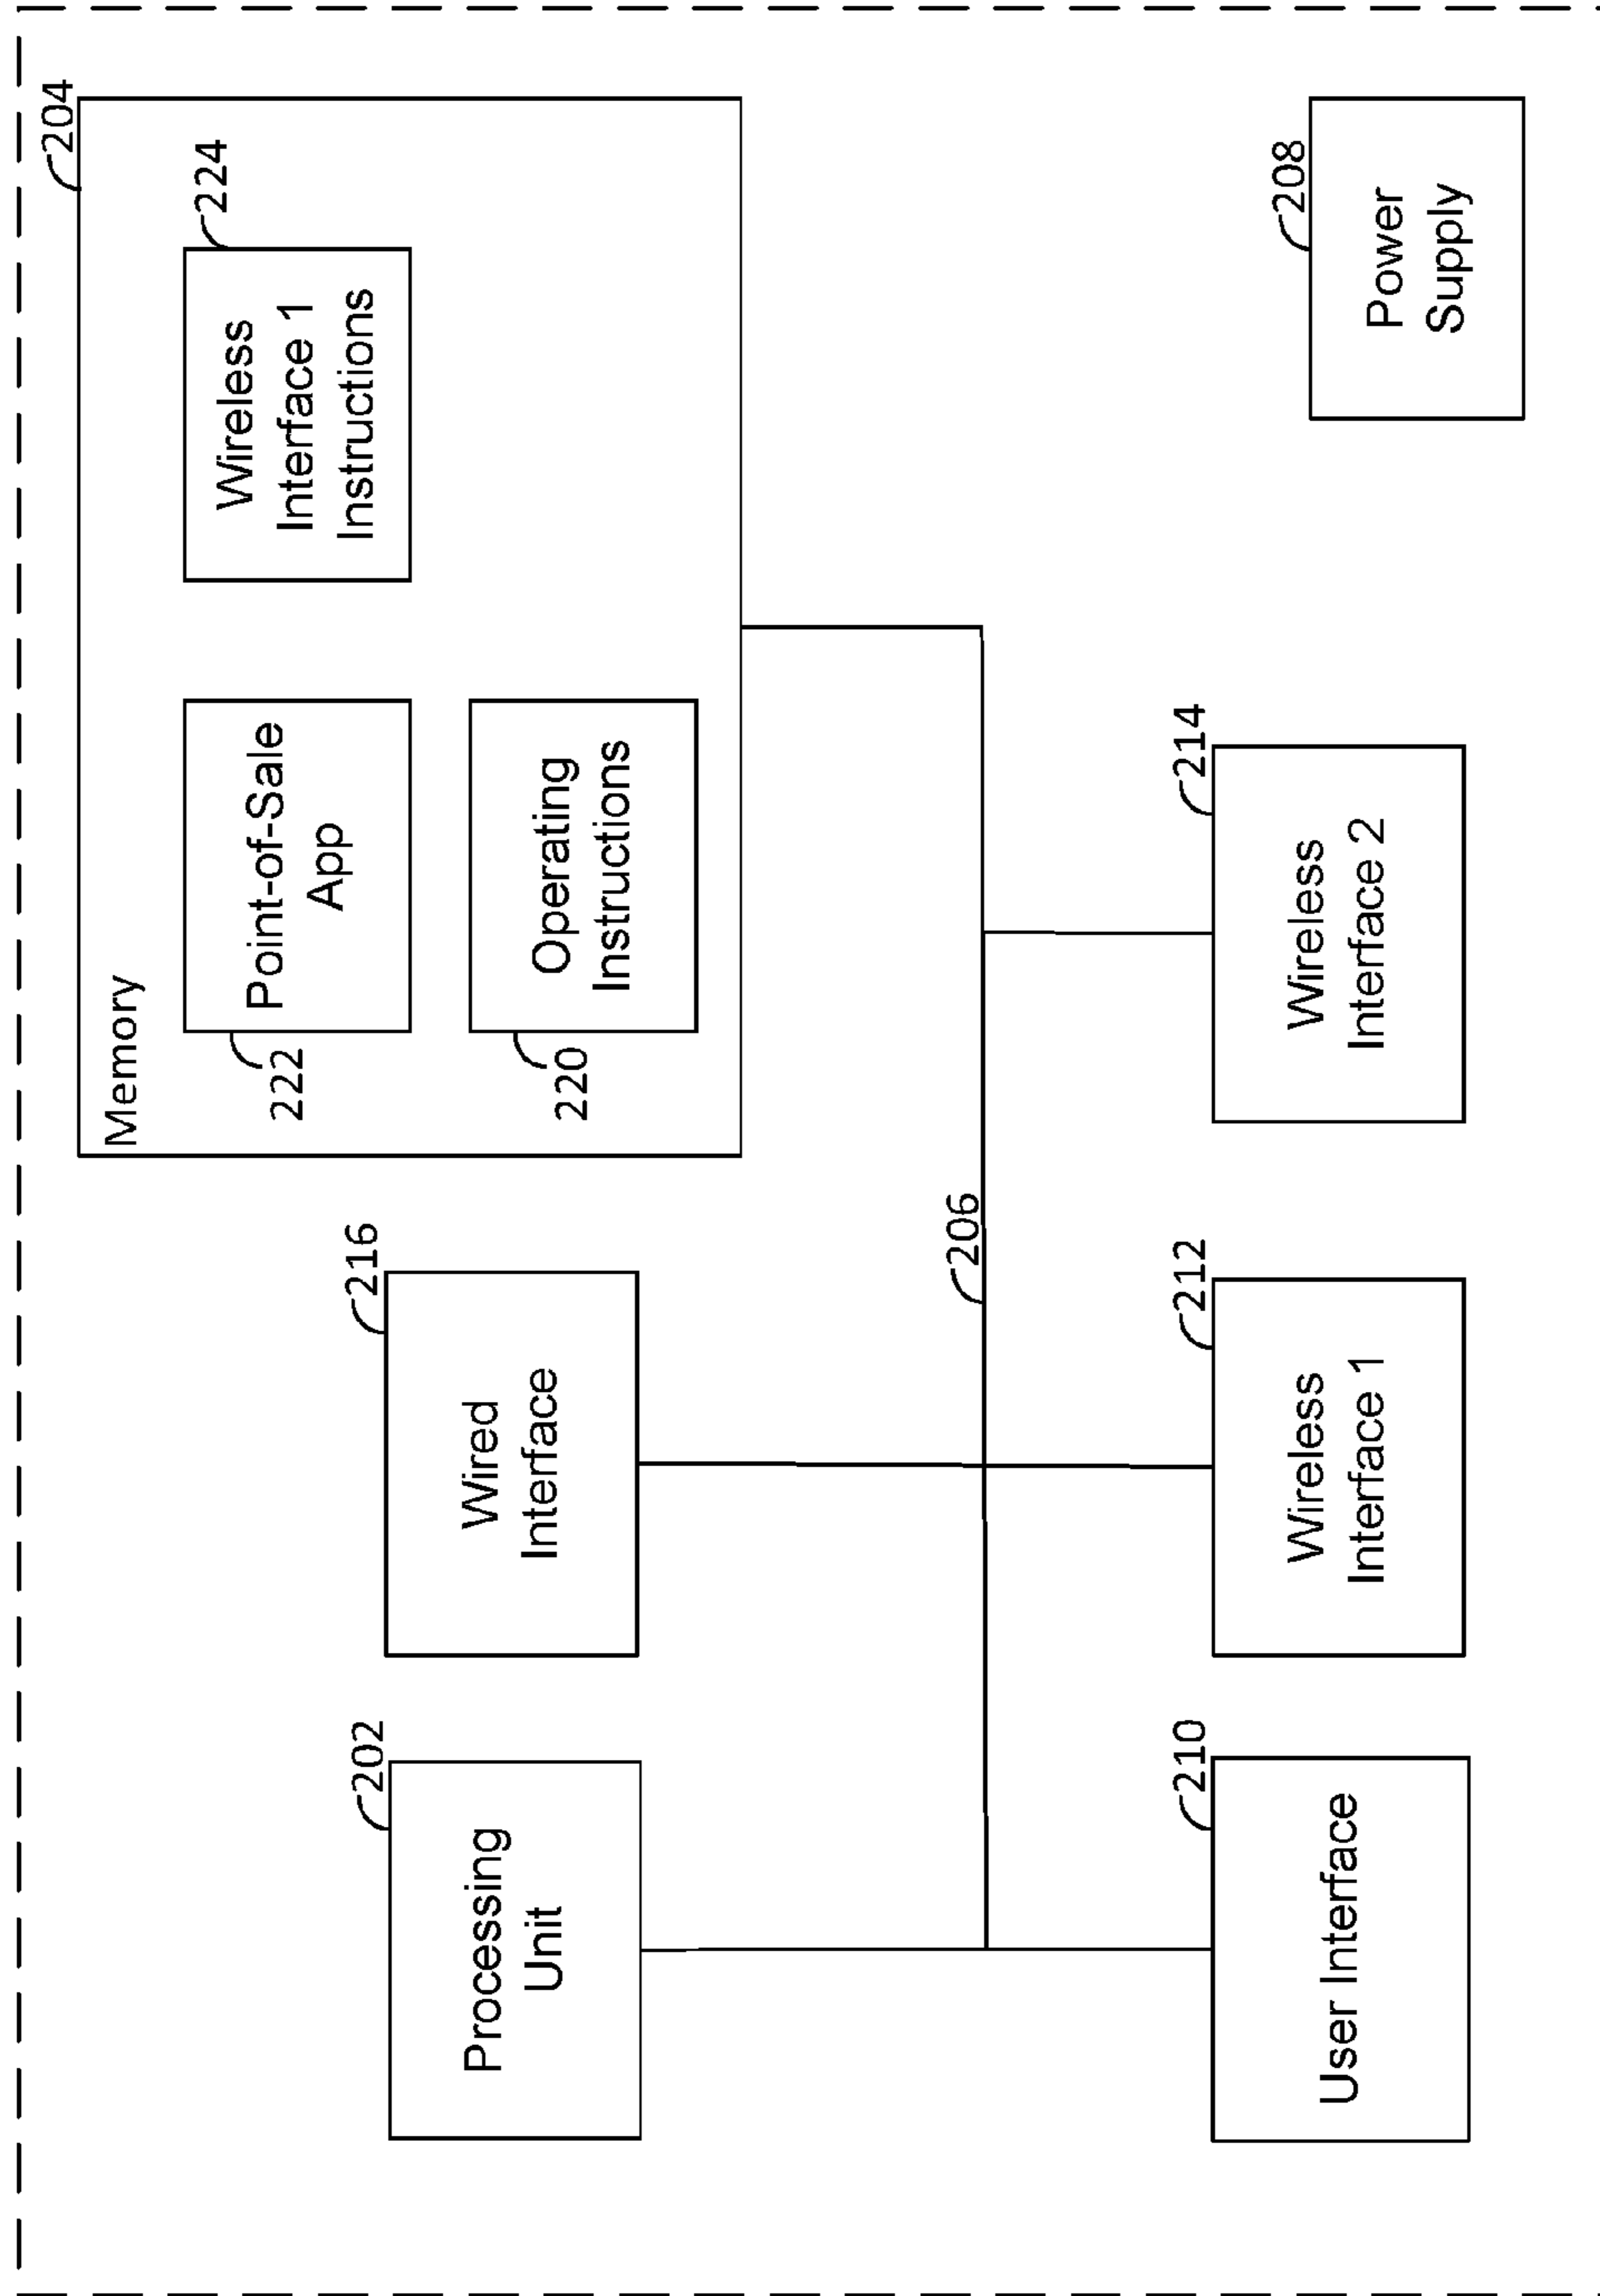 204
Memory
222
Point-of-Sale
App
224
Wireless
Interface 1
Instructions
220
Operating
Instructions
202
Processing
Unit
216
Wired
Interface
206
210
User Interface
212
Wireless
Interface 1
214
Wireless
Interface 2
208
Power
Supply